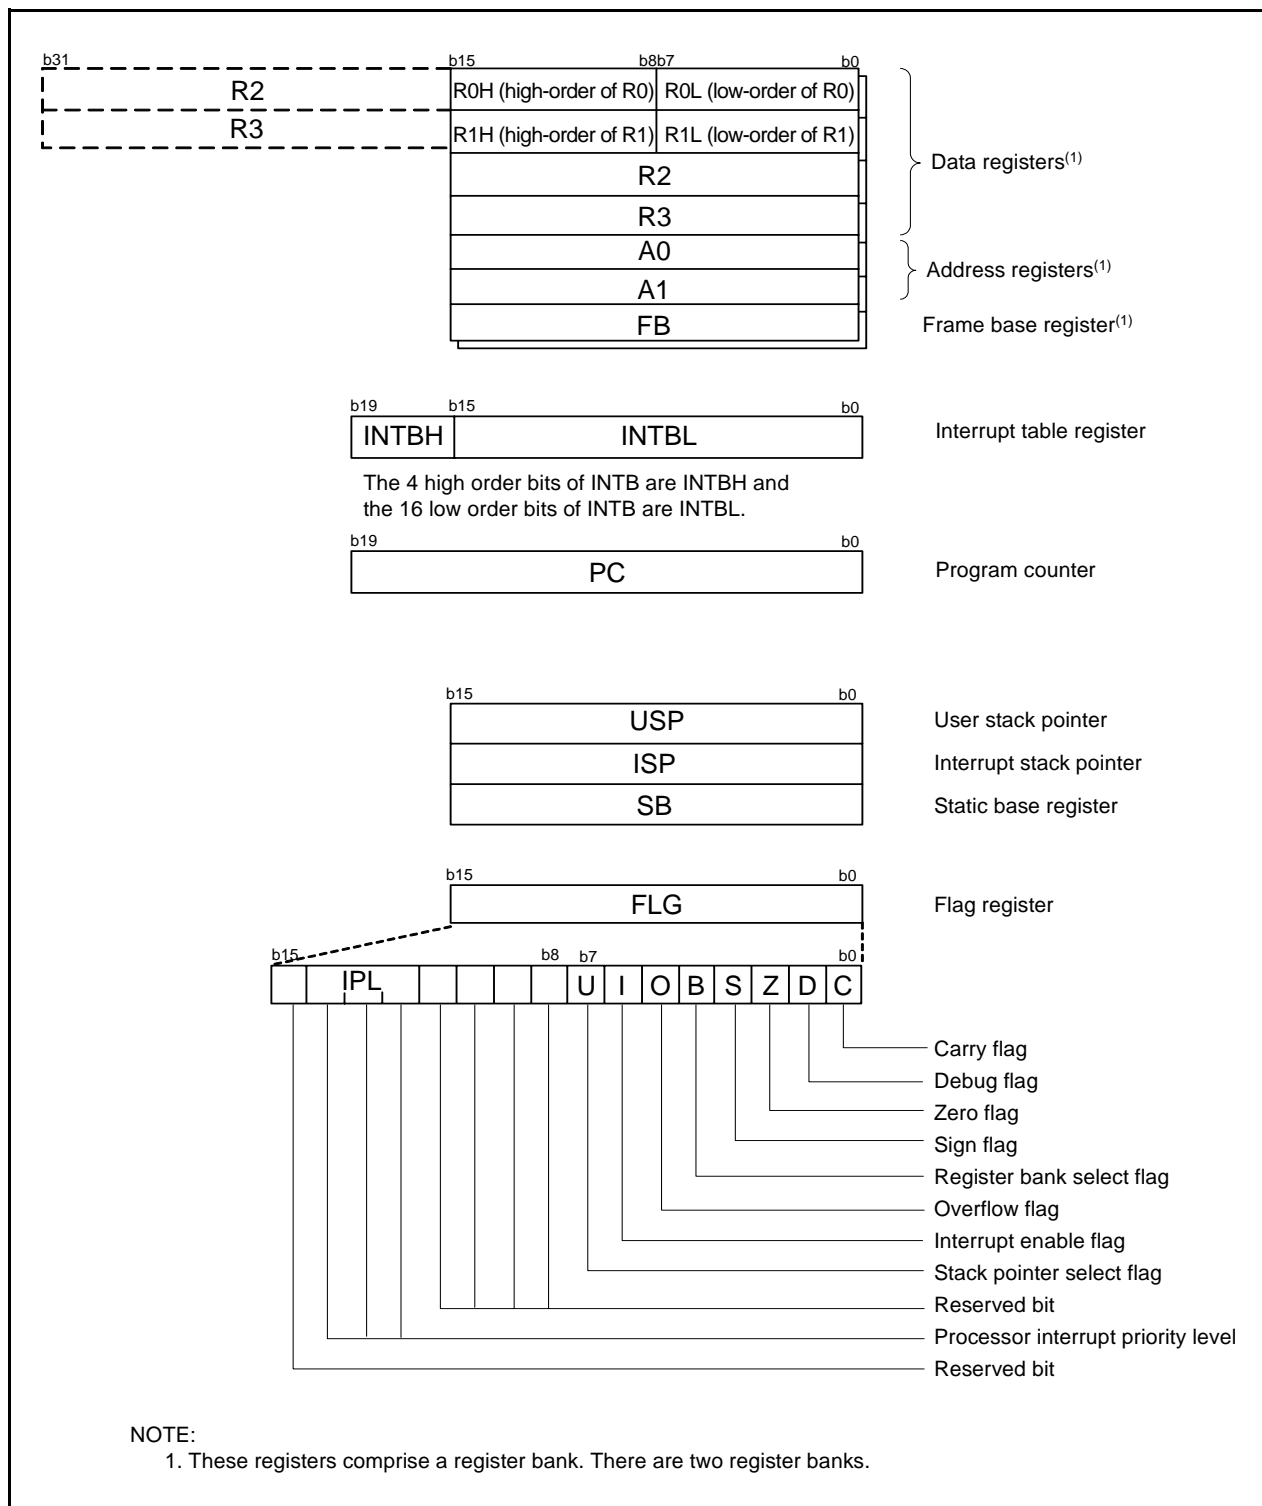 b31 b15 b8b7 b0
R2 R0H (high-order of R0) R0L (low-order of R0)
R3 R1H (high-order of R1) R1L (low-order of R1)
Data registers(1)
R2
R3
A0
Address registers(1)
A1
FB Frame base register(1)
b19 b15 b0
INTBH INTBL Interrupt table register
The 4 high order bits of INTB are INTBH and
the 16 low order bits of INTB are INTBL.
b19 b0
PC Program counter
b15 b0
USP User stack pointer
ISP Interrupt stack pointer
SB Static base register
b15 b0
FLG Flag register
b15 b8 b7 b0
IPL U I O B S Z D C
Carry flag
Debug flag
Zero flag
Sign flag
Register bank select flag
Overflow flag
Interrupt enable flag
Stack pointer select flag
Reserved bit
Processor interrupt priority level
Reserved bit
NOTE:
1. These registers comprise a register bank. There are two register banks.